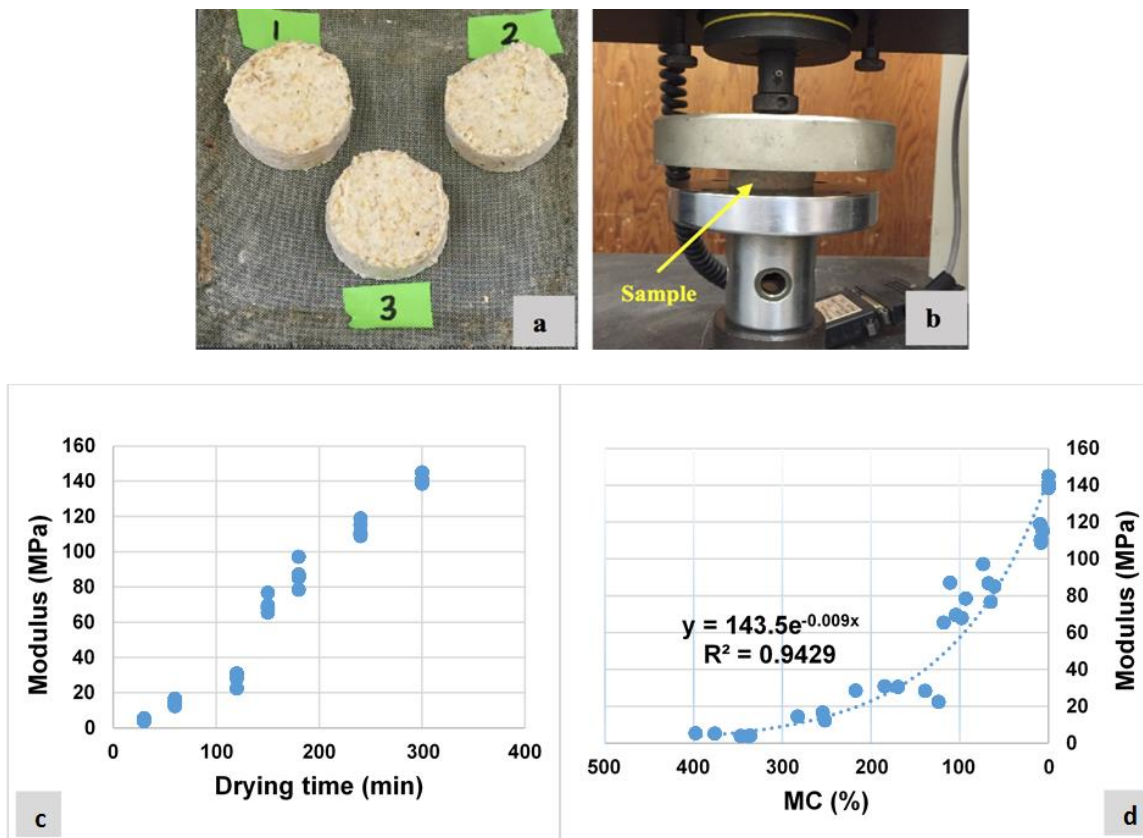 1
2
3
a
Sample
b
160
140
120
100
80
60
40
20
0
Modulus (MPa)
0 100 200 300 400
Drying time (min)
c
y = 143.5e^-0.009x
R² = 0.9429
160
140
120
100
80
60
40
20
0
Modulus (MPa)
500 400 300 200 100 0
MC (%)
d